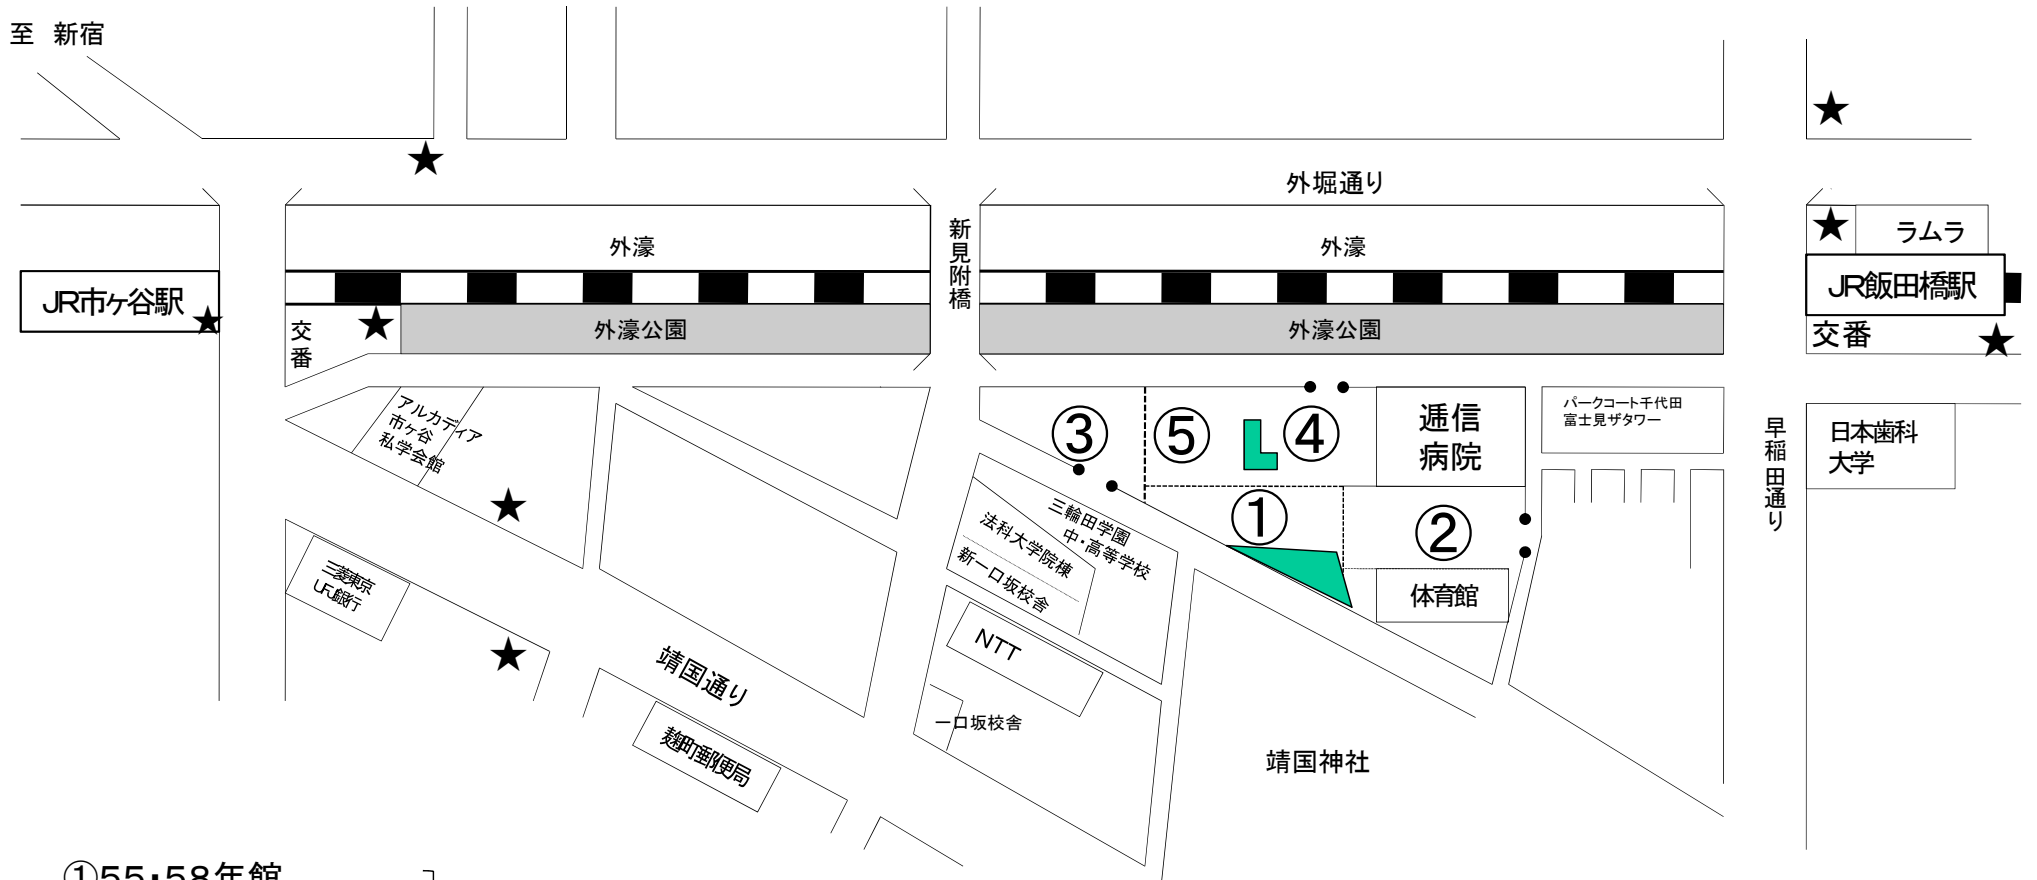 至 新宿
外堀通り
新見附橋
外濠
外濠
ラムラ
JR市ヶ谷駅
JR飯田橋駅
交番
外濠公園
外濠公園
交番
アルカディア
市ヶ谷
私学会館
③
⑤
④
逓信
病院
パークコート千代田
富士見ザタワー
早稲田通り
日本歯科
大学
①
②
三輪田学園
中・高等学校
法科大学院棟
新一口坂校舎
体育館
三菱東京
UFJ銀行
NTT
靖国通り
一口坂校舎
麹町郵便局
靖国神社
①55・58年館